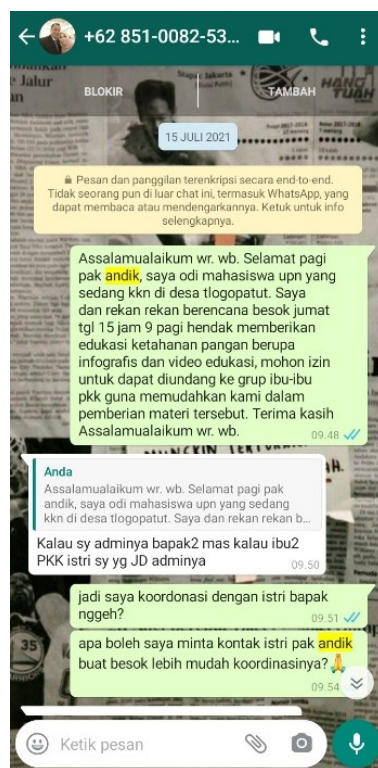 +62 851-0082-53...
Jalur
BLOKIR
TAMBAH
HANG
TUAH
15 JULI 2021
Pesan dan panggilan terenkripsi secara end-to-end.
Tidak seorang pun di luar chat ini, termasuk WhatsApp, yang
dapat membaca atau mendengarkannya. Ketuk untuk info
selengkapnya.
Assalamualaikum wr. wb. Selamat pagi
pak andik, saya odi mahasiswa upn yang
sedang kkn di desa tlogopatut. Saya
dan rekan rekan berencana besok jumat
tgl 15 jam 9 pagi hendak memberikan
edukasi ketahanan pangan berupa
infografis dan video edukasi, mohon izin
untuk dapat diundang ke grup ibu-ibu
pkk guna memudahkan kami dalam
pemberian materi tersebut. Terima kasih
Assalamualaikum wr. wb.
09.48
Anda
Assalamualaikum wr. wb. Selamat pagi pak
andik, saya odi mahasiswa upn yang
sedang kkn di desa tlogopatut. Saya dan rekan rekan b...
Kalau sy adminya bapak2 mas kalau ibu2
PKK istri sy yg JD adminya
09.50
jadi saya koordonasi dengan istri bapak
nggeh?
09.51
apa boleh saya minta kontak istri pak andik
buat besok lebih mudah koordinasinya?🙏
09.54
35
Ketik pesan